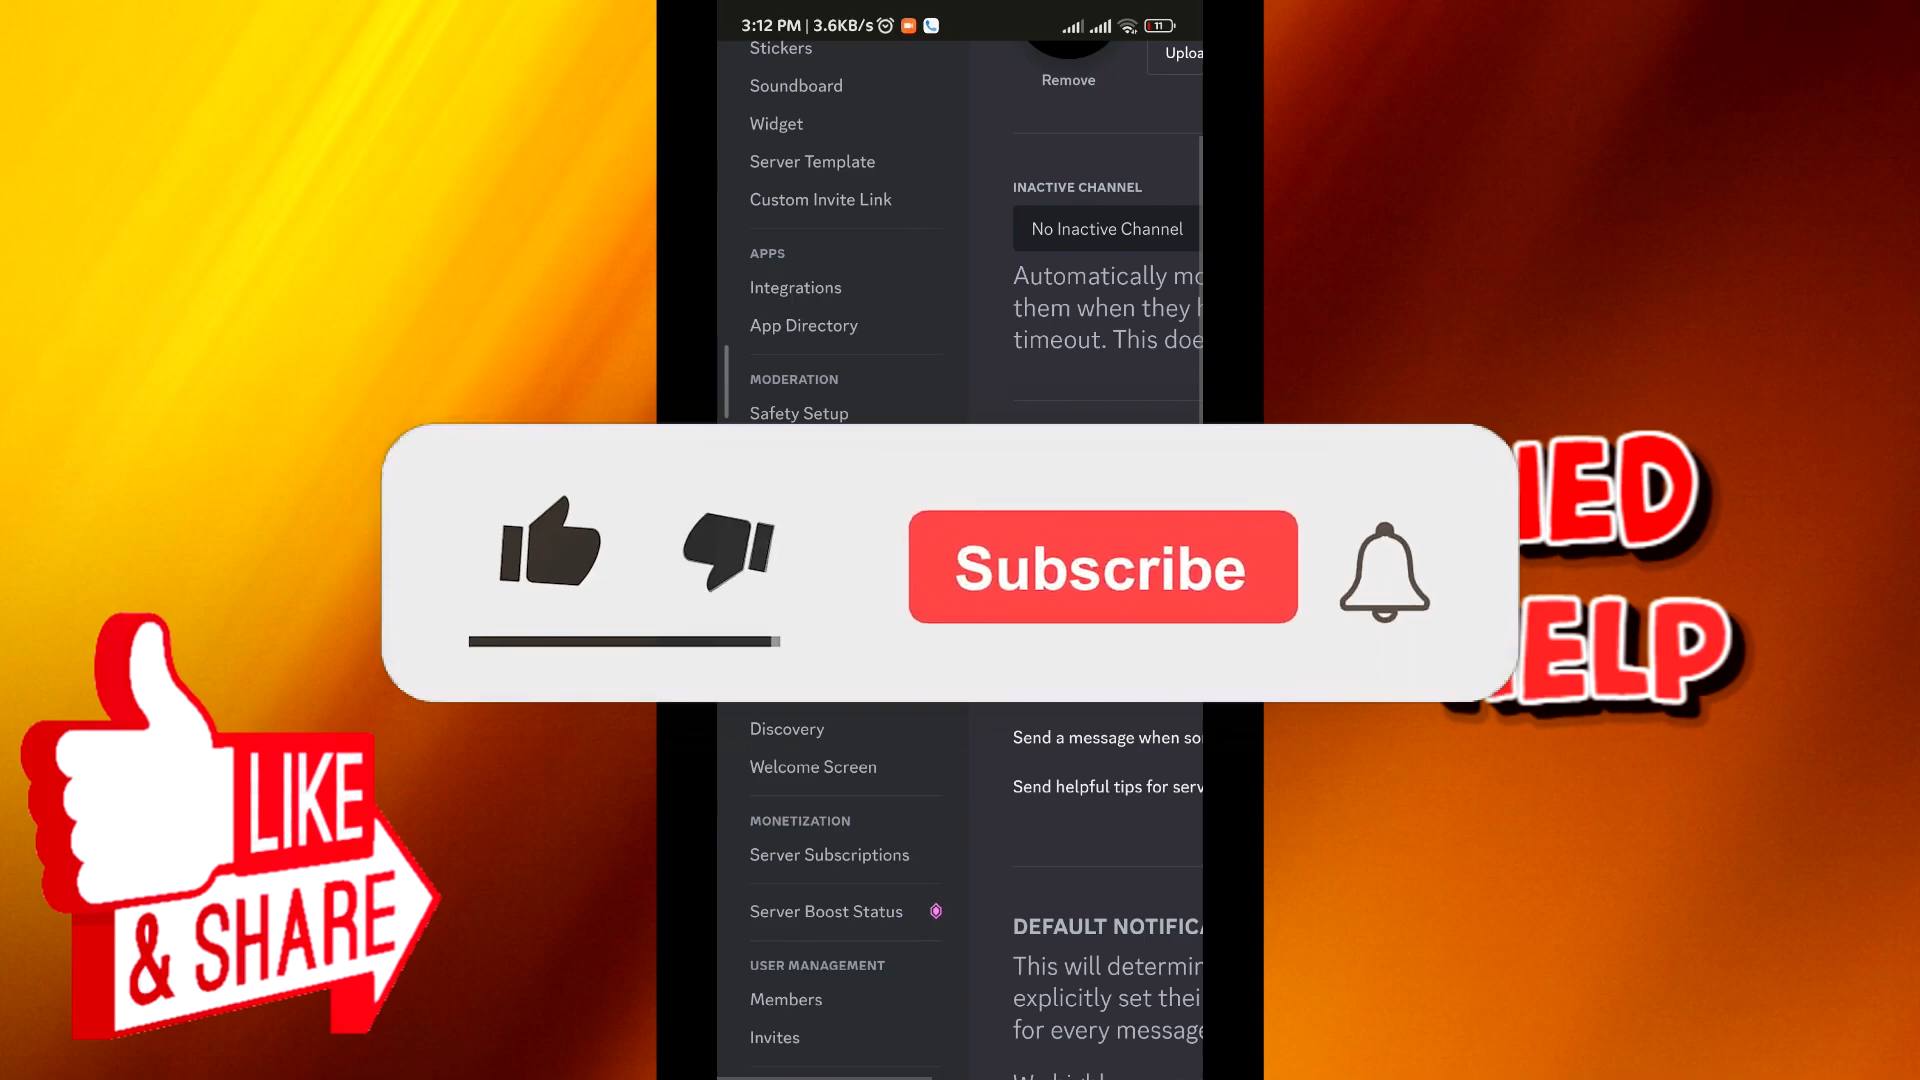 3:12 PM | 3.6KB/s
11
Stickers
Soundboard
Widget
Server Template
Custom Invite Link
APPS
Integrations
App Directory
MODERATION
Safety Setup
Discovery
Welcome Screen
MONETIZATION
Server Subscriptions
Server Boost Status
USER MANAGEMENT
Members
Invites
Uploa
Remove
INACTIVE CHANNEL
No Inactive Channel
Automatically mo
them when they h
timeout. This doe
Send a message when so
Send helpful tips for serv
DEFAULT NOTIFICA
This will determin
explicitly set thei
for every message
Subscribe
IED
ELP
LIKE
& SHARE